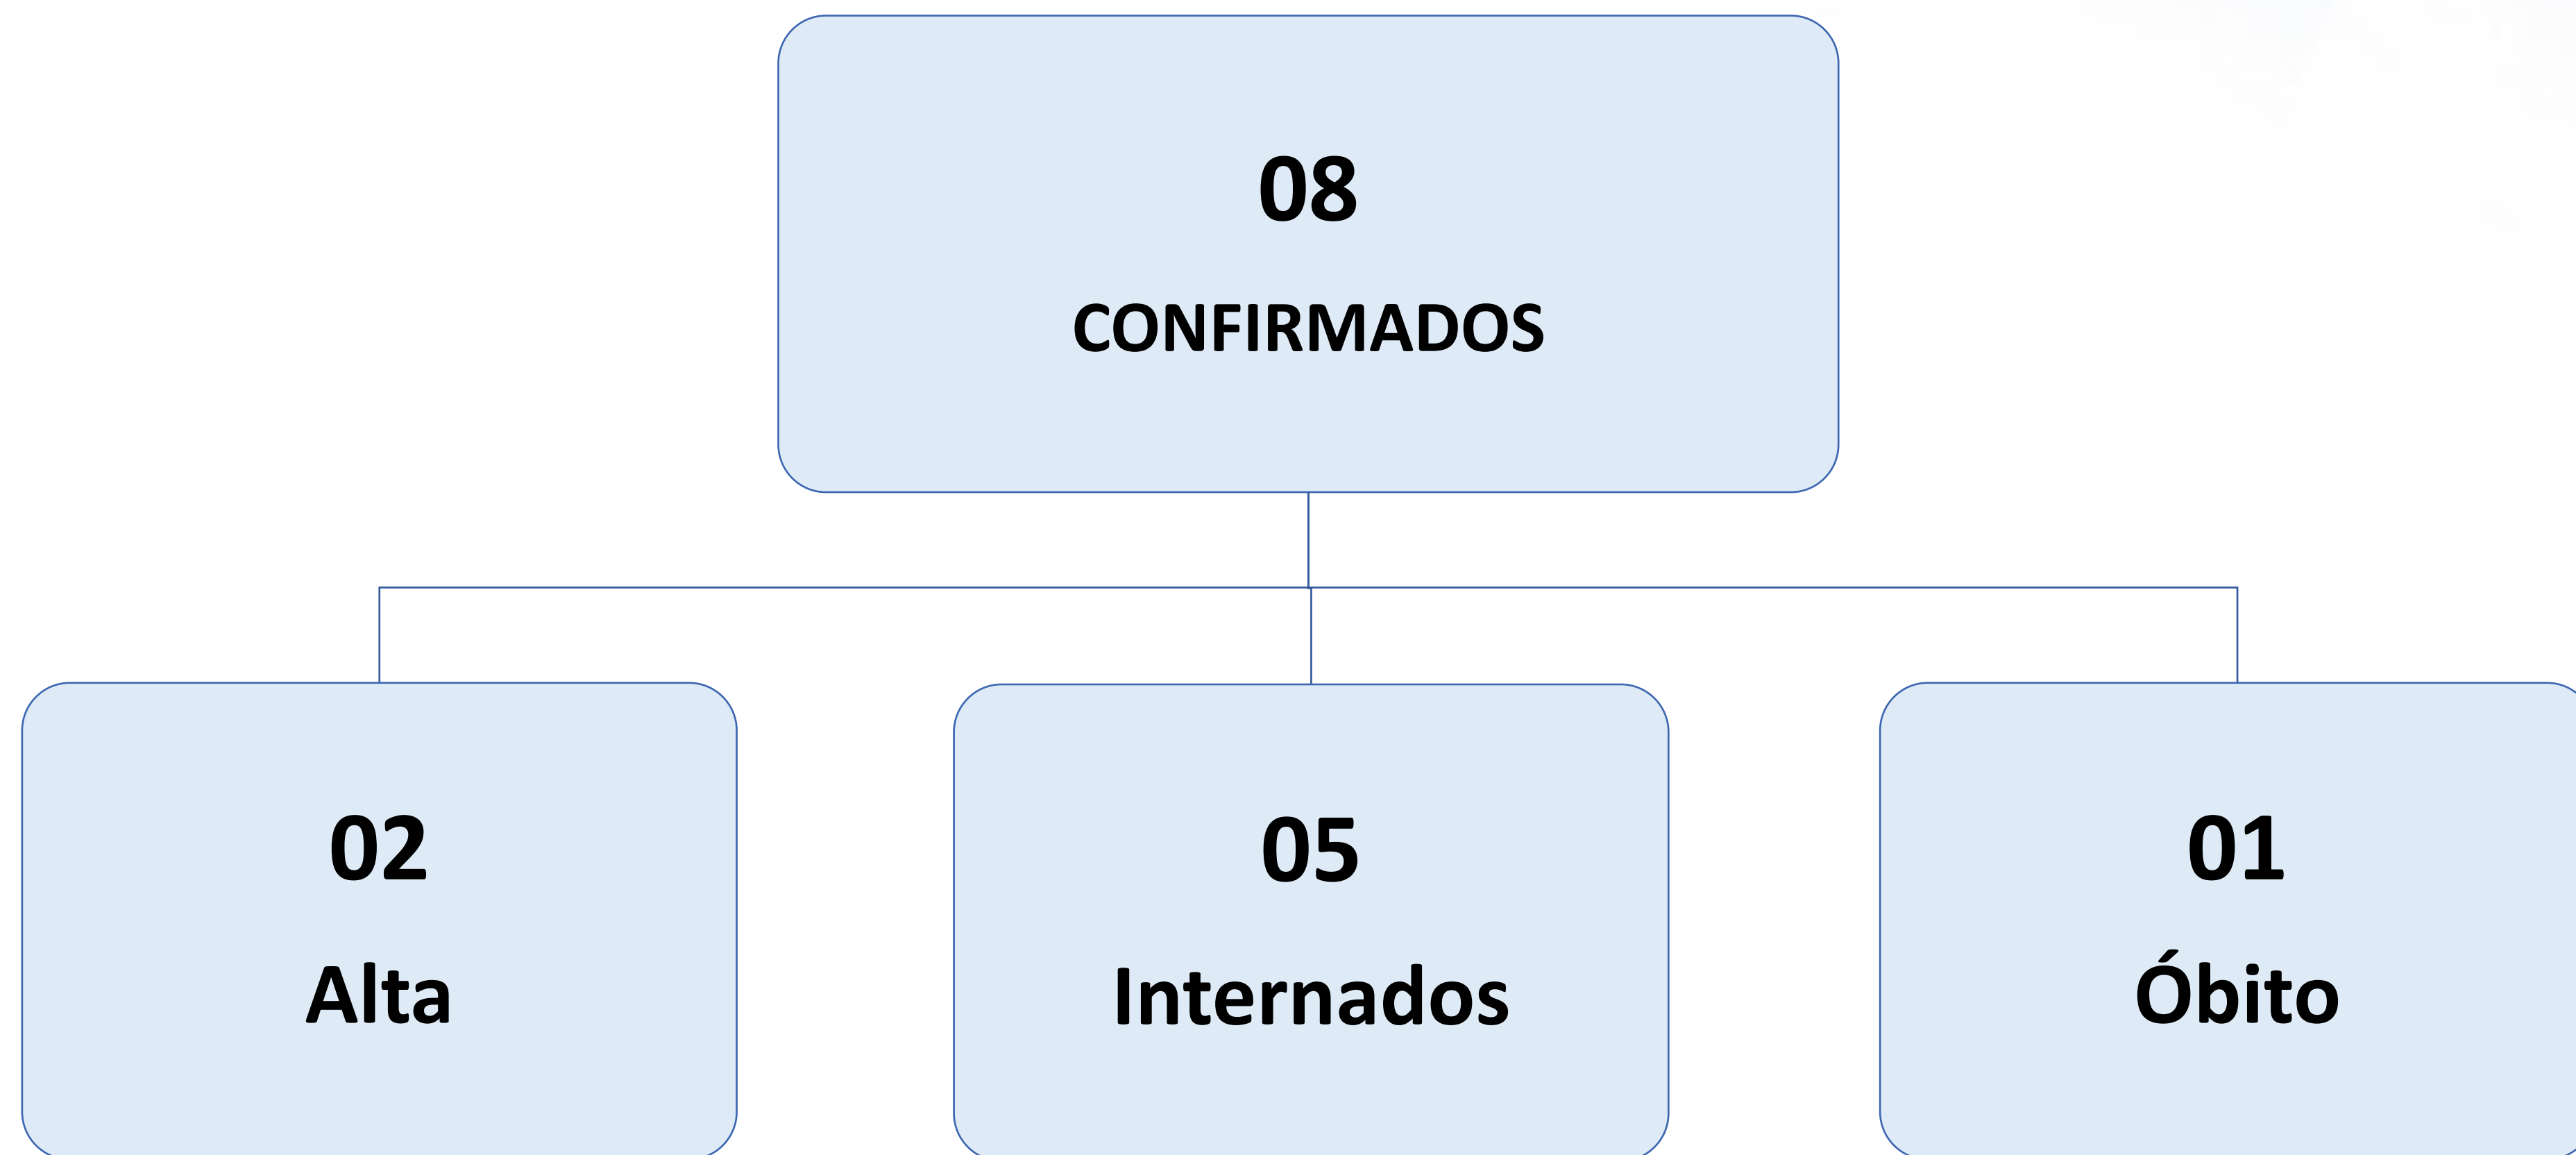 08
CONFIRMADOS
02
Alta
05
Internados
01
Óbito